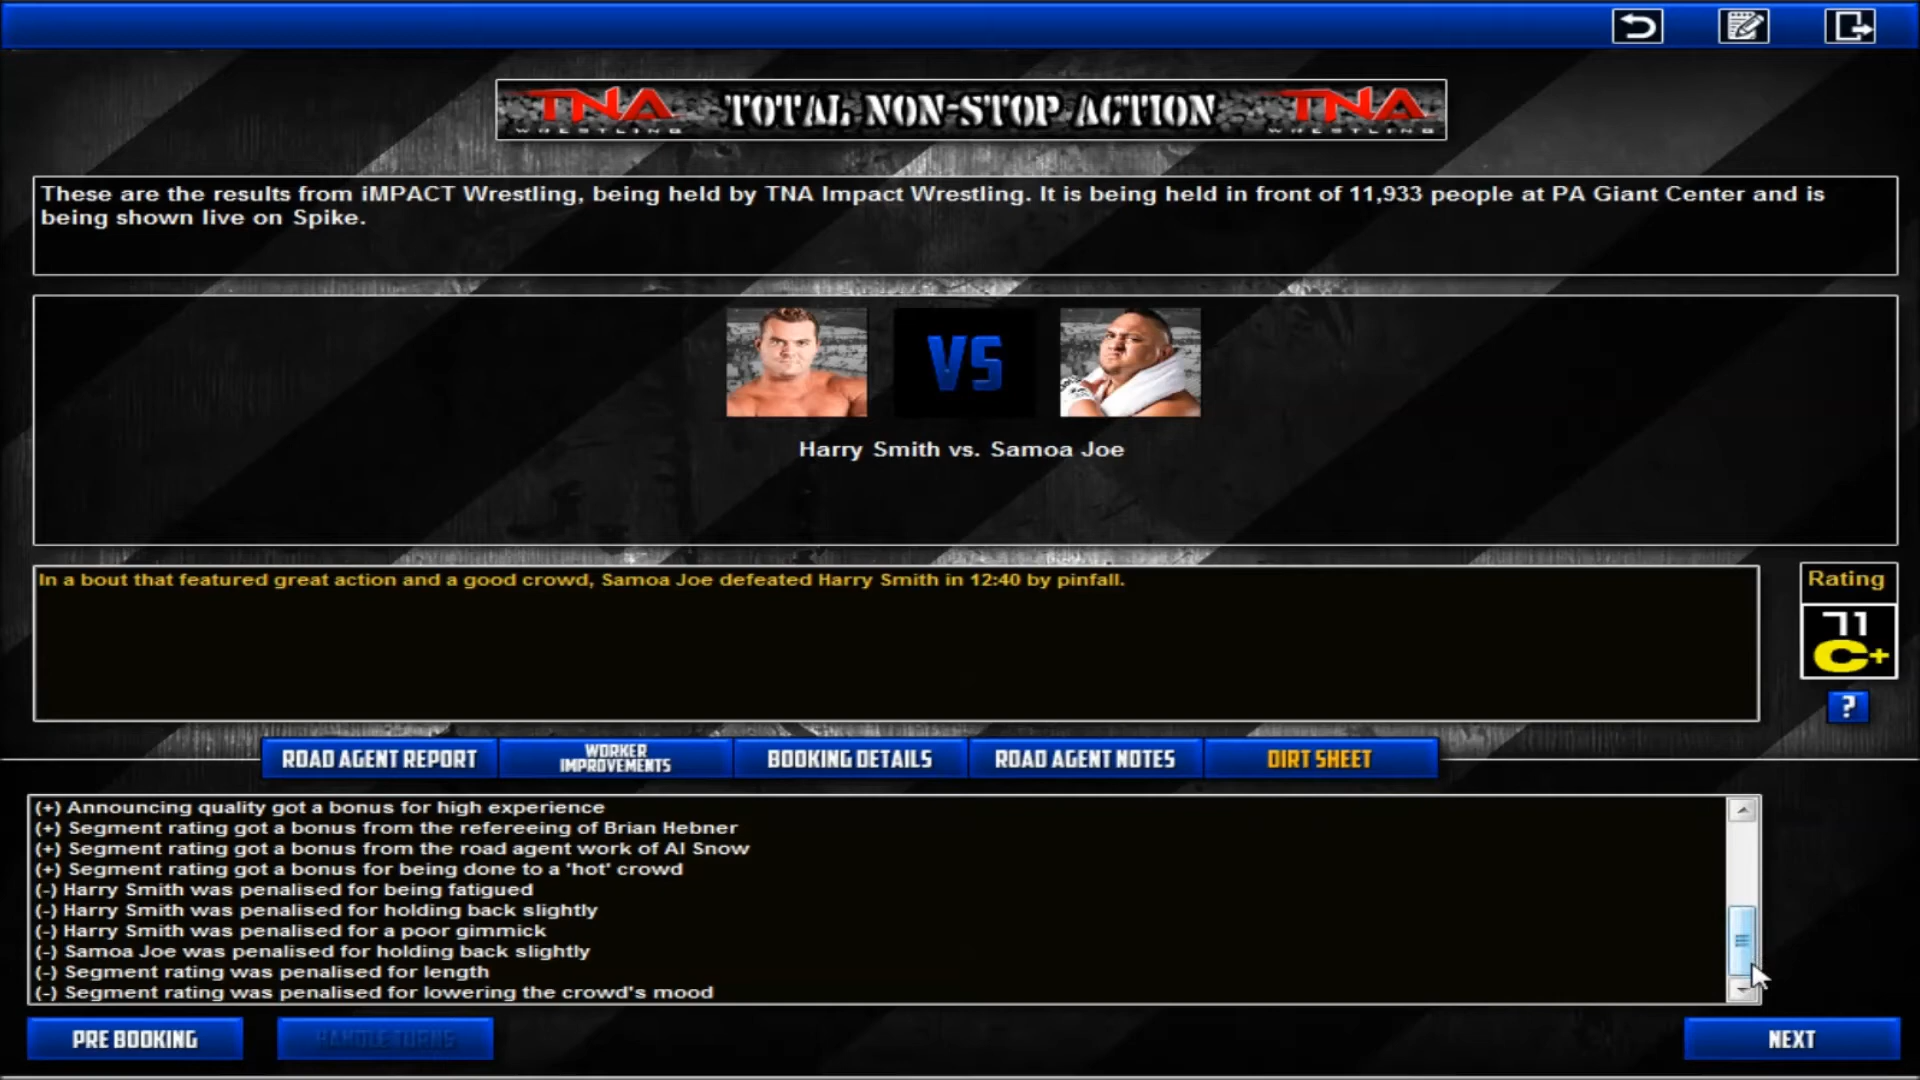 TNA
WRESTLING
TOTAL NON-STOP ACTION
TNA
WRESTLING
These are the results from iMPACT Wrestling, being held by TNA Impact Wrestling. It is being held in front of 11,933 people at PA Giant Center and is
being shown live on Spike.
VS
Harry Smith vs. Samoa Joe
In a bout that featured great action and a good crowd, Samoa Joe defeated Harry Smith in 12:40 by pinfall.
Rating
71
C+
?
ROAD AGENT REPORT
WORKER
IMPROVEMENTS
BOOKING DETAILS
ROAD AGENT NOTES
DIRT SHEET
(+) Announcing quality got a bonus for high experience
(+) Segment rating got a bonus from the refereeing of Brian Hebner
(+) Segment rating got a bonus from the road agent work of Al Snow
(+) Segment rating got a bonus for being done to a 'hot' crowd
(-) Harry Smith was penalised for being fatigued
(-) Harry Smith was penalised for holding back slightly
(-) Harry Smith was penalised for a poor gimmick
(-) Samoa Joe was penalised for holding back slightly
(-) Segment rating was penalised for length
(-) Segment rating was penalised for lowering the crowd's mood
PRE BOOKING
HANDLE TURNS
NEXT